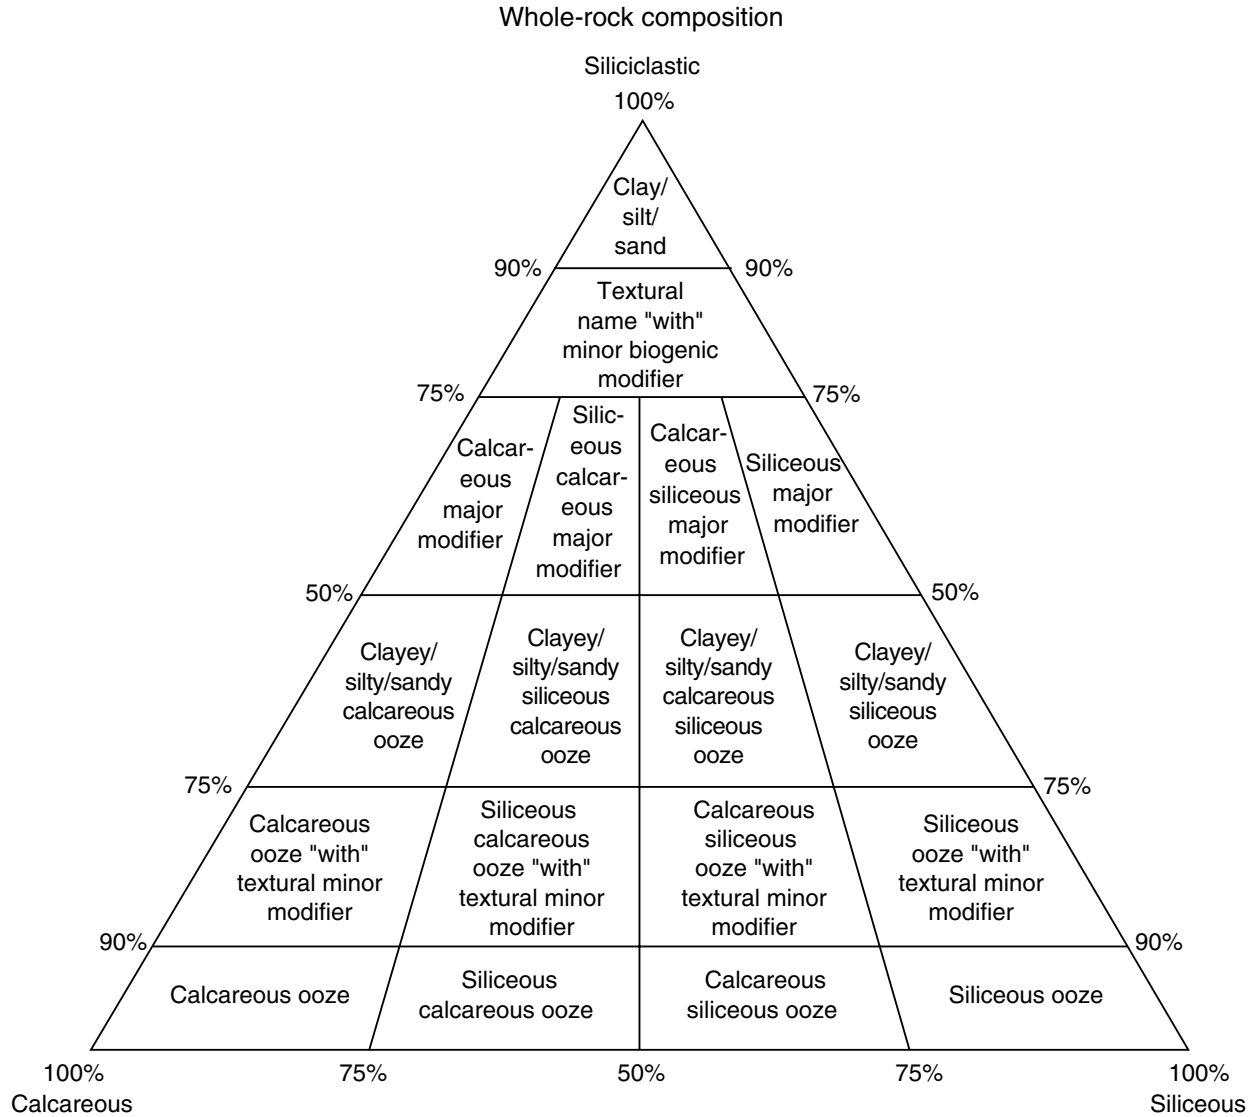 Whole-rock composition
Siliciclastic
100%
Clay/
silt/
sand
90%
90%
Textural
name "with"
minor biogenic
modifier
75%
75%
Calcar-
eous
major
modifier
Silic-
eous
calcar-
eous
major
modifier
Calcar-
eous
siliceous
major
modifier
Siliceous
major
modifier
50%
50%
Clayey/
silty/sandy
calcareous
ooze
Clayey/
silty/sandy
siliceous
calcareous
ooze
Clayey/
silty/sandy
calcareous
siliceous
ooze
Clayey/
silty/sandy
siliceous
ooze
75%
75%
Calcareous
ooze "with"
textural minor
modifier
Siliceous
calcareous
ooze "with"
textural minor
modifier
Calcareous
siliceous
ooze "with"
textural minor
modifier
Siliceous
ooze "with"
textural minor
modifier
90%
90%
Calcareous ooze
Siliceous
calcareous ooze
Calcareous
siliceous ooze
Siliceous ooze
100%
75%
50%
75%
100%
Calcareous
Siliceous